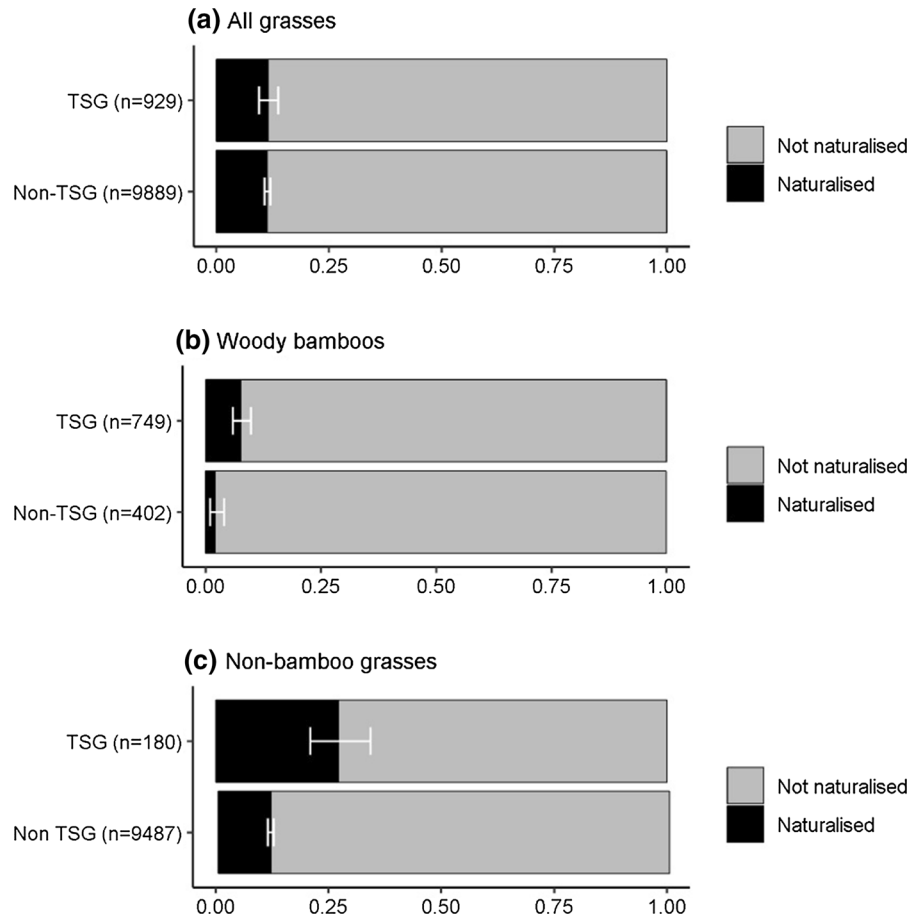 (a) All grasses
TSG (n=929)
Non-TSG (n=9889)
0.00 0.25 0.50 0.75 1.00
Not naturalised
Naturalised
(b) Woody bamboos
TSG (n=749)
Non-TSG (n=402)
0.00 0.25 0.50 0.75 1.00
Not naturalised
Naturalised
(c) Non-bamboo grasses
TSG (n=180)
Non TSG (n=9487)
0.00 0.25 0.50 0.75 1.00
Not naturalised
Naturalised